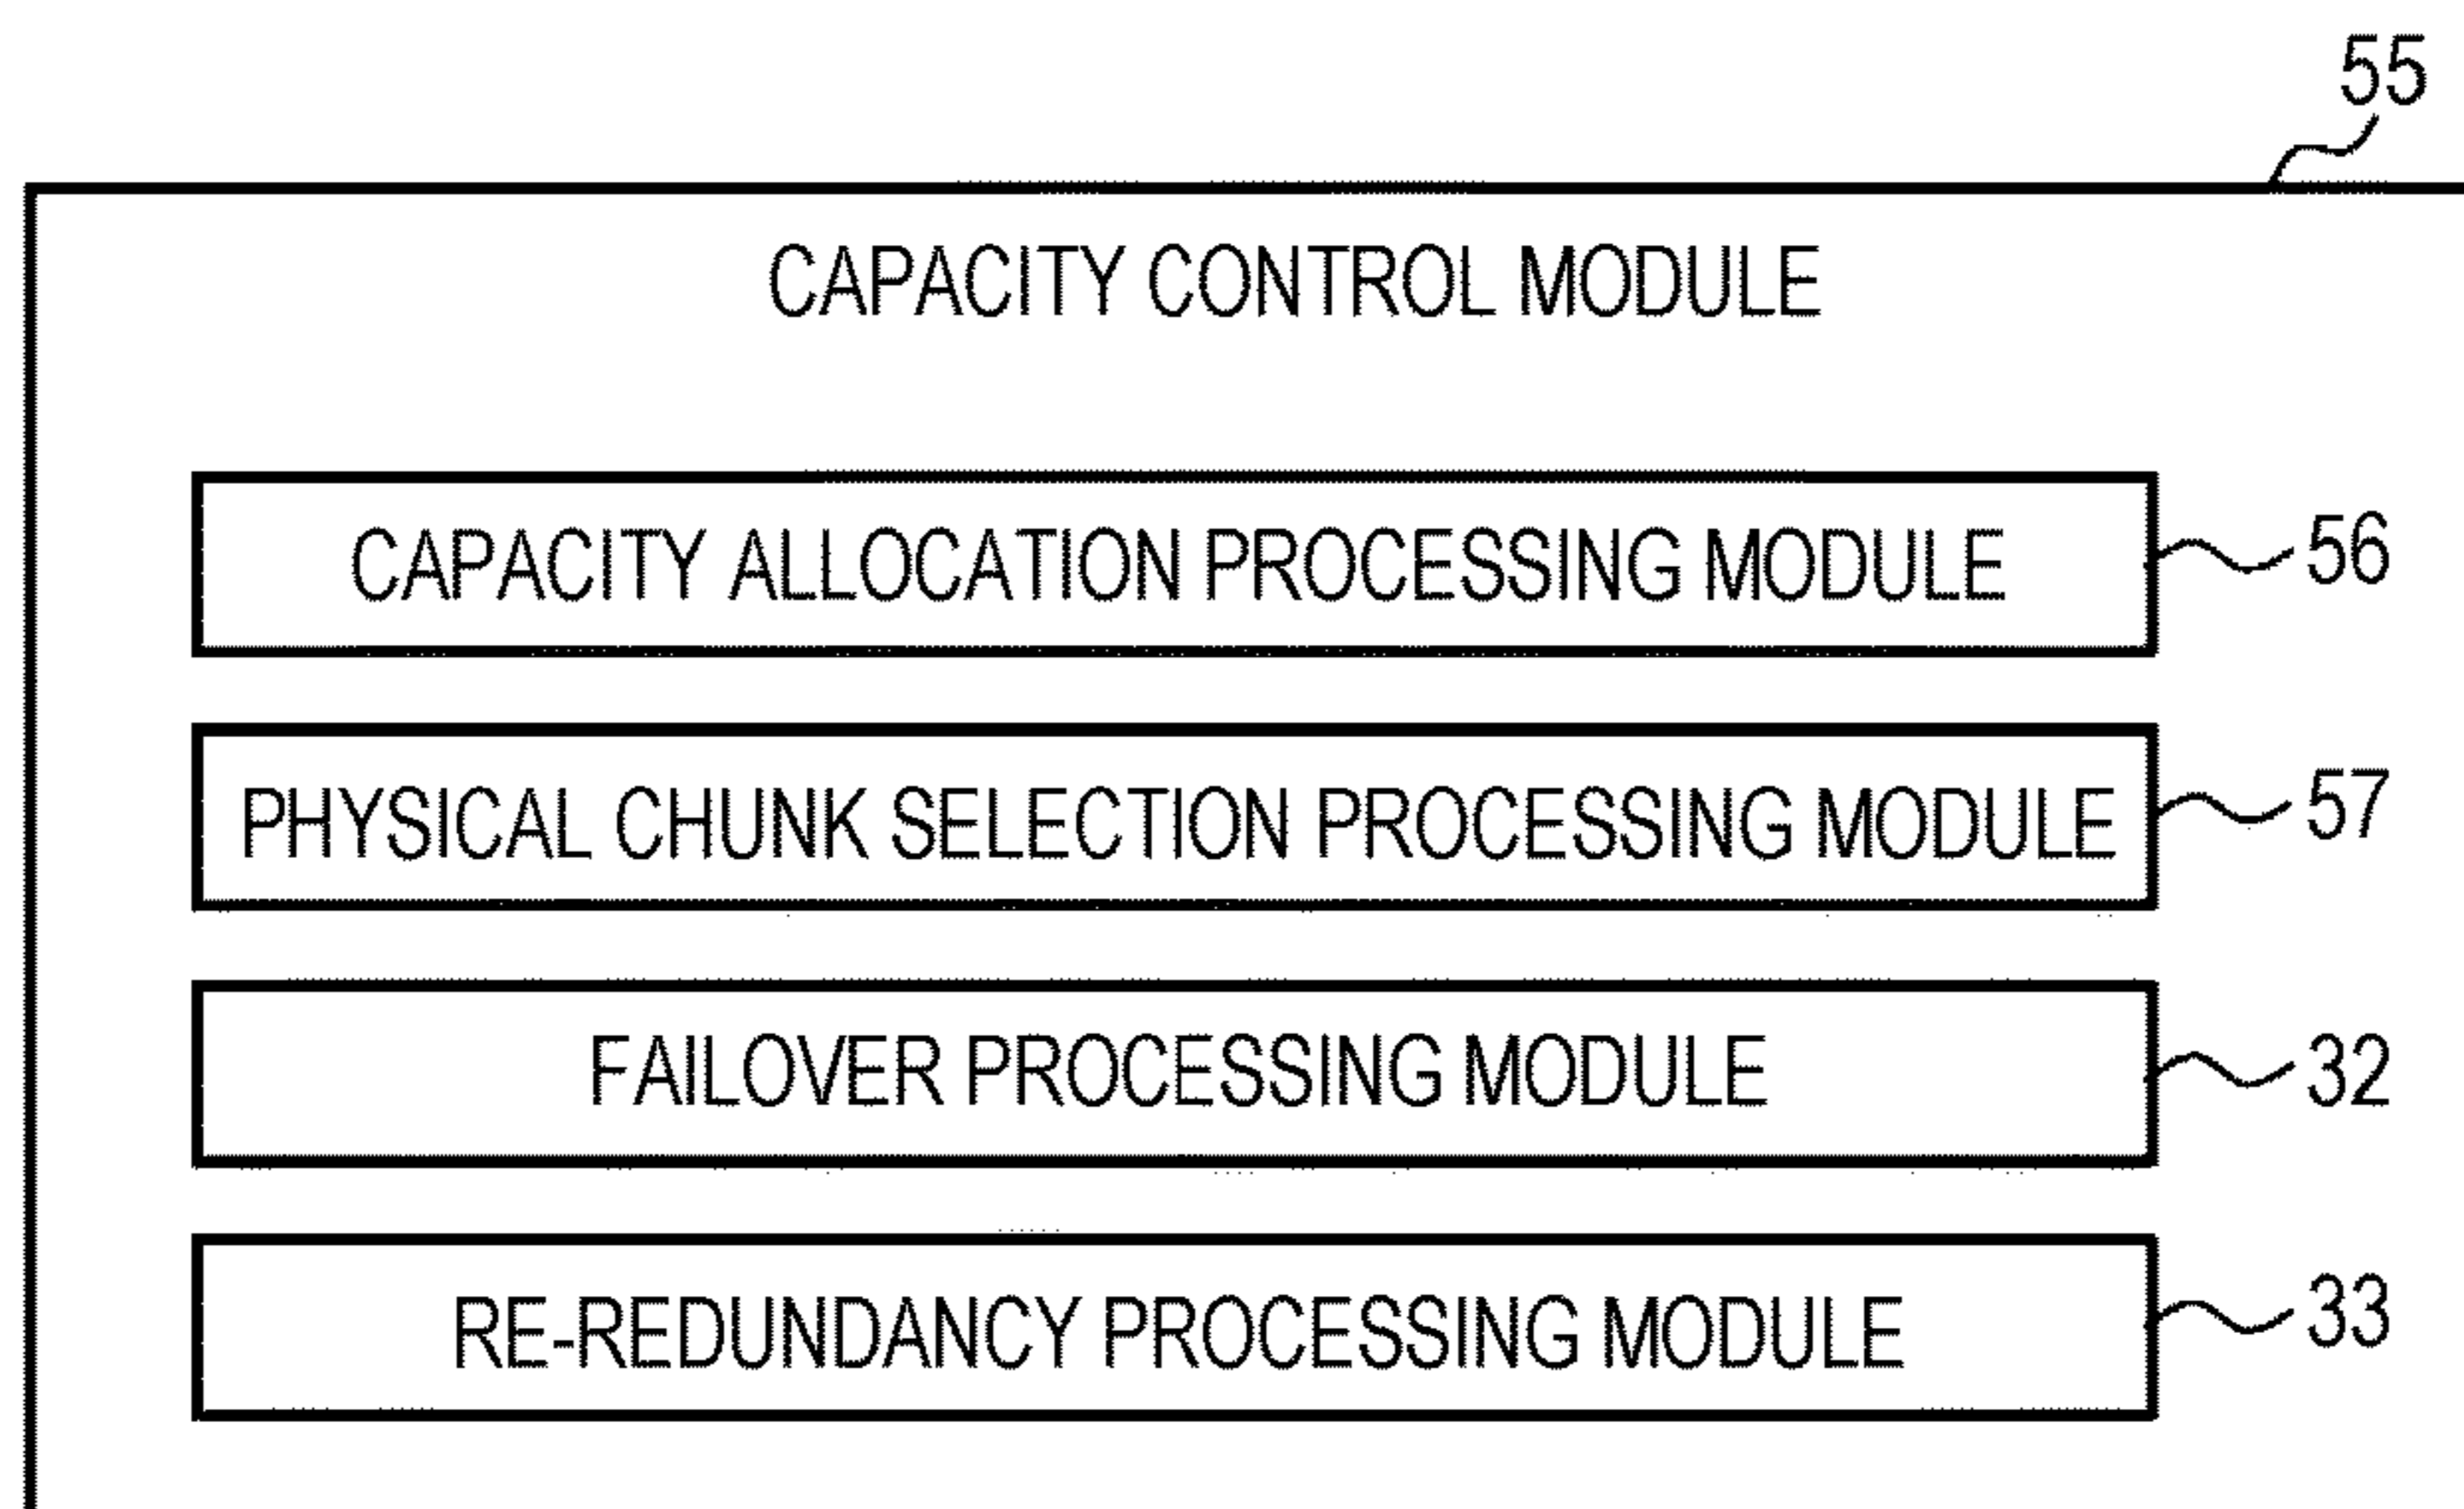 55
CAPACITY CONTROL MODULE
CAPACITY ALLOCATION PROCESSING MODULE 56
PHYSICAL CHUNK SELECTION PROCESSING MODULE 57
FAILOVER PROCESSING MODULE 32
RE-REDUNDANCY PROCESSING MODULE 33